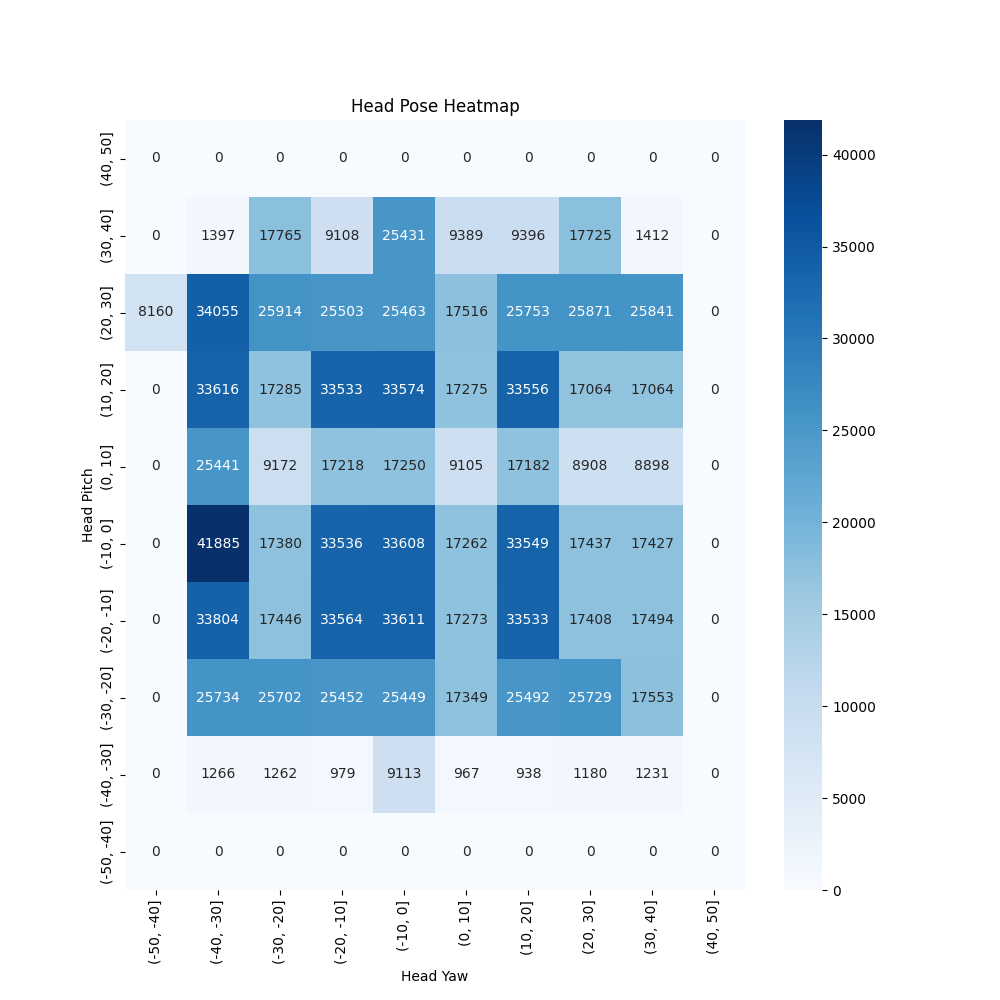 Head Pose Heatmap
Head Pitch
(40, 50] 0 0 0 0 0 0 0 0 0 0
(30, 40] 0 1397 17765 9108 25431 9389 9396 17725 1412 0
(20, 30] 8160 34055 25914 25503 25463 17516 25753 25871 25841 0
(10, 20] 0 33616 17285 33533 33574 17275 33556 17064 17064 0
(0, 10] 0 25441 9172 17218 17250 9105 17182 8908 8898 0
(-10, 0] 0 41885 17380 33536 33608 17262 33549 17437 17427 0
(-20, -10] 0 33804 17446 33564 33611 17273 33533 17408 17494 0
(-30, -20] 0 25734 25702 25452 25449 17349 25492 25729 17553 0
(-40, -30] 0 1266 1262 979 9113 967 938 1180 1231 0
(-50, -40] 0 0 0 0 0 0 0 0 0 0
(-50, -40] (-40, -30] (-30, -20] (-20, -10] (-10, 0] (0, 10] (10, 20] (20, 30] (30, 40] (40, 50]
Head Yaw
40000
35000
30000
25000
20000
15000
10000
5000
0